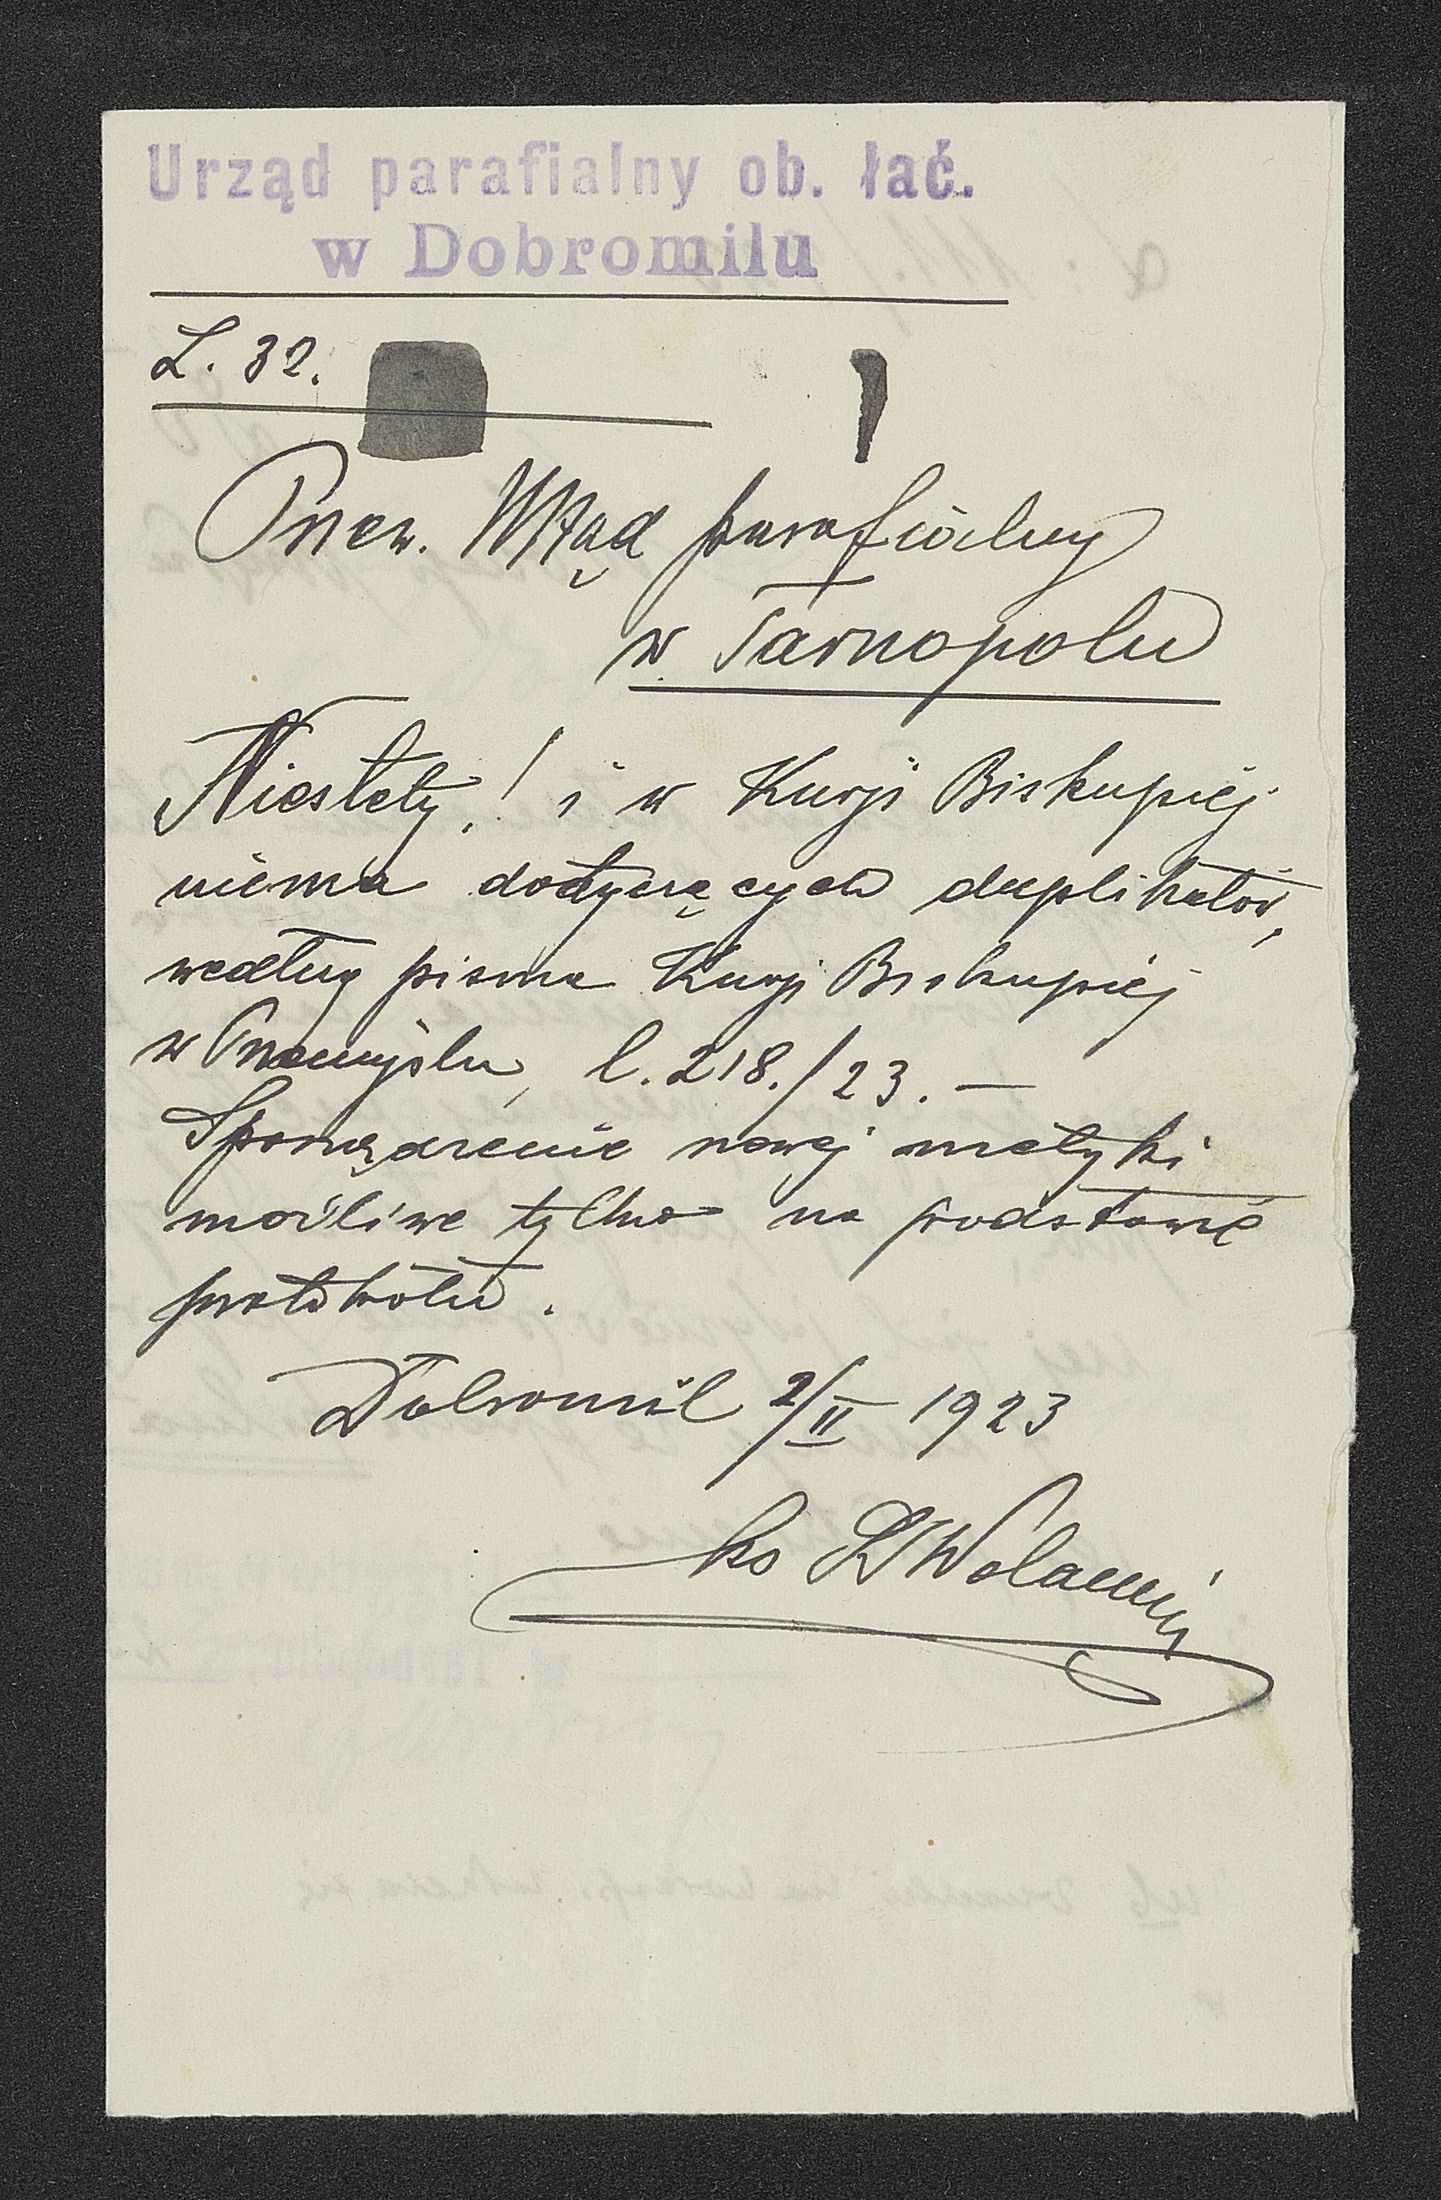 Urząd parafialny ob. łać.
w Dobromilu
L. 32.
Przew. Urząd parafialny
w Tarnopolu
Niestety,! i w Kurji Biskupiej
niema dotyczących duplikatów,
według pisma Kurji Biskupiej
w Przemyślu, l. 218./23. —
Sporządzenie nowej metryki
możliwe tylko na podstawie
protokółu.
Dobromil 2/II 1923
ks